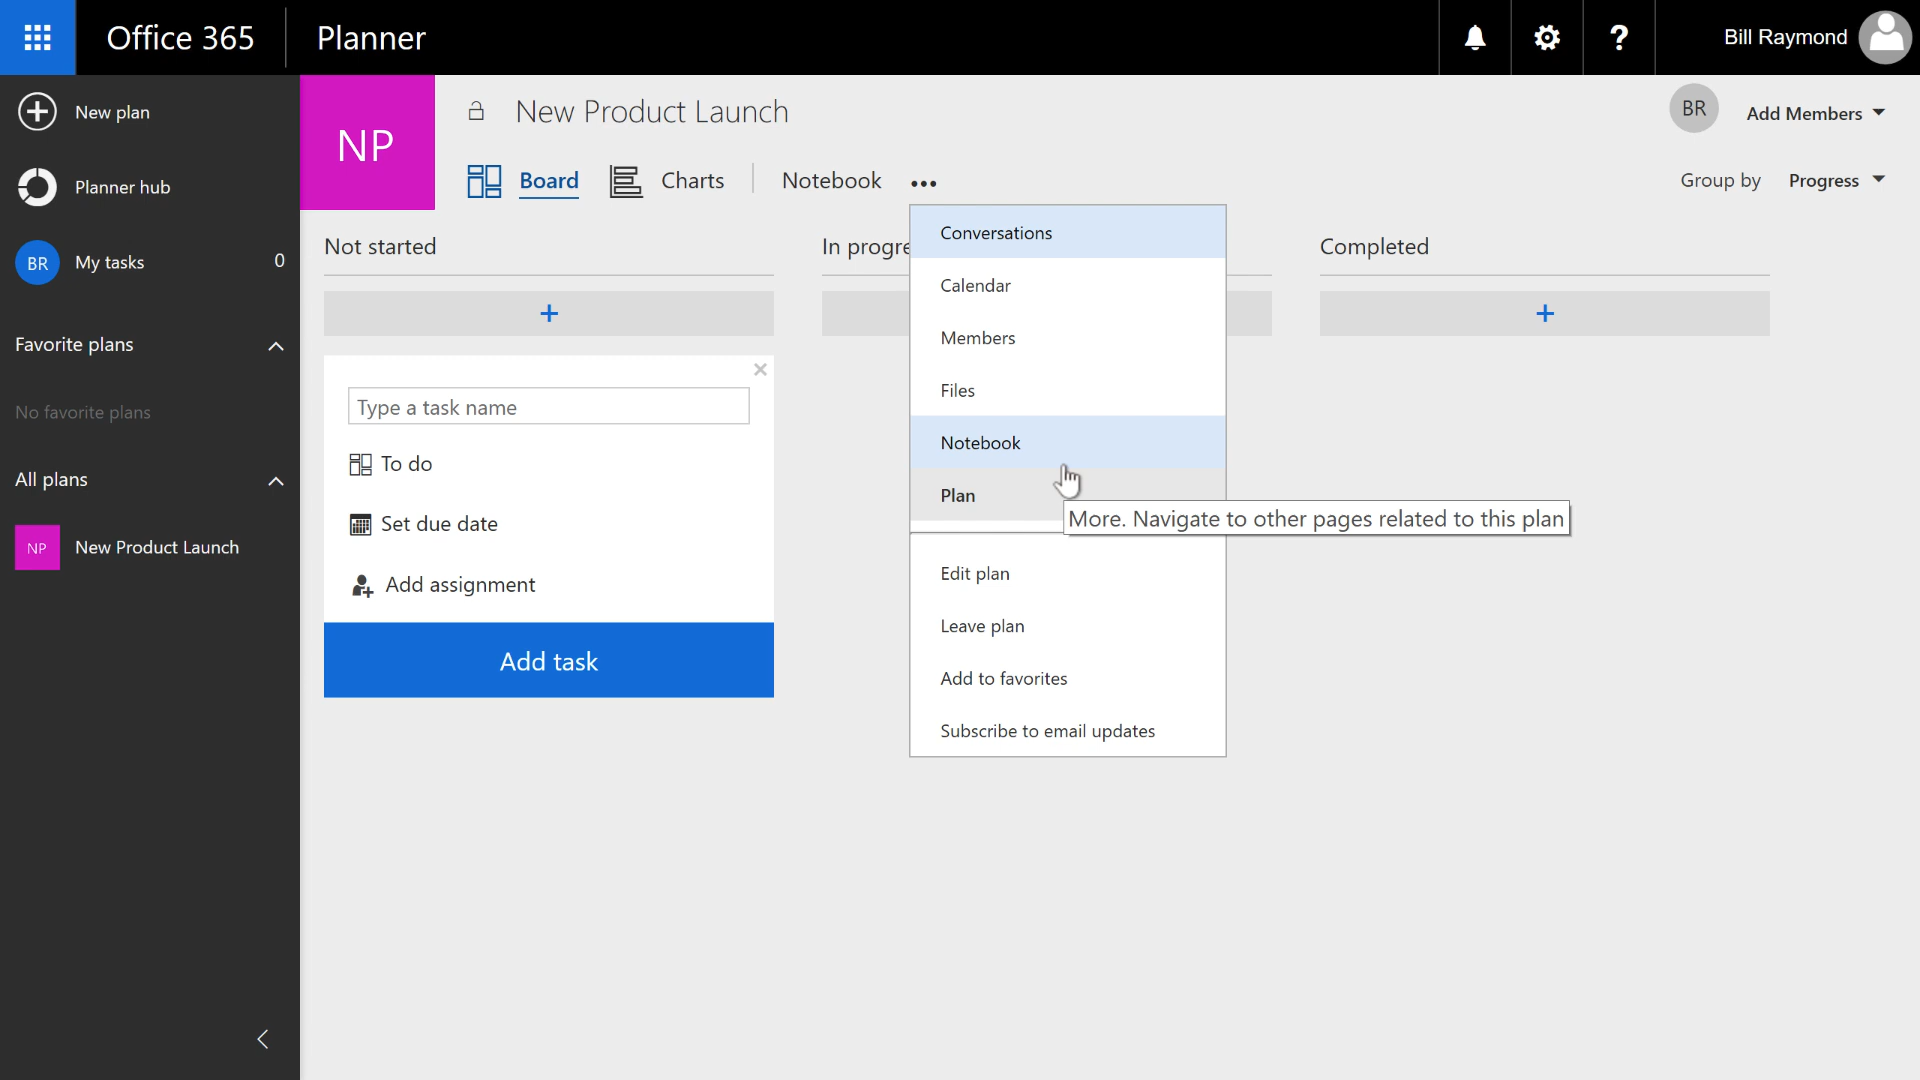 Office 365
Planner
Bill Raymond
New plan
Planner hub
BR
My tasks
0
Favorite plans
No favorite plans
All plans
NP
New Product Launch
NP
New Product Launch
BR
Add Members
Board
Charts
Notebook
Group by
Progress
Not started
In progre
Completed
Type a task name
To do
Set due date
Add assignment
Add task
Conversations
Calendar
Members
Files
Notebook
Plan
More. Navigate to other pages related to this plan
Edit plan
Leave plan
Add to favorites
Subscribe to email updates